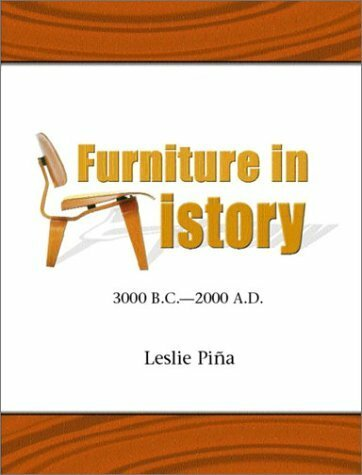 Furniture in
istory
3000 B.C.—2000 A.D.
Leslie Piña